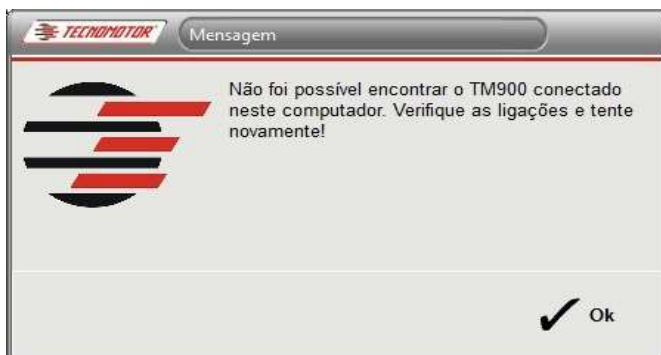 TECNOMOTOR
Mensagem
Não foi possível encontrar o TM900 conectado
neste computador. Verifique as ligações e tente
novamente!
Ok